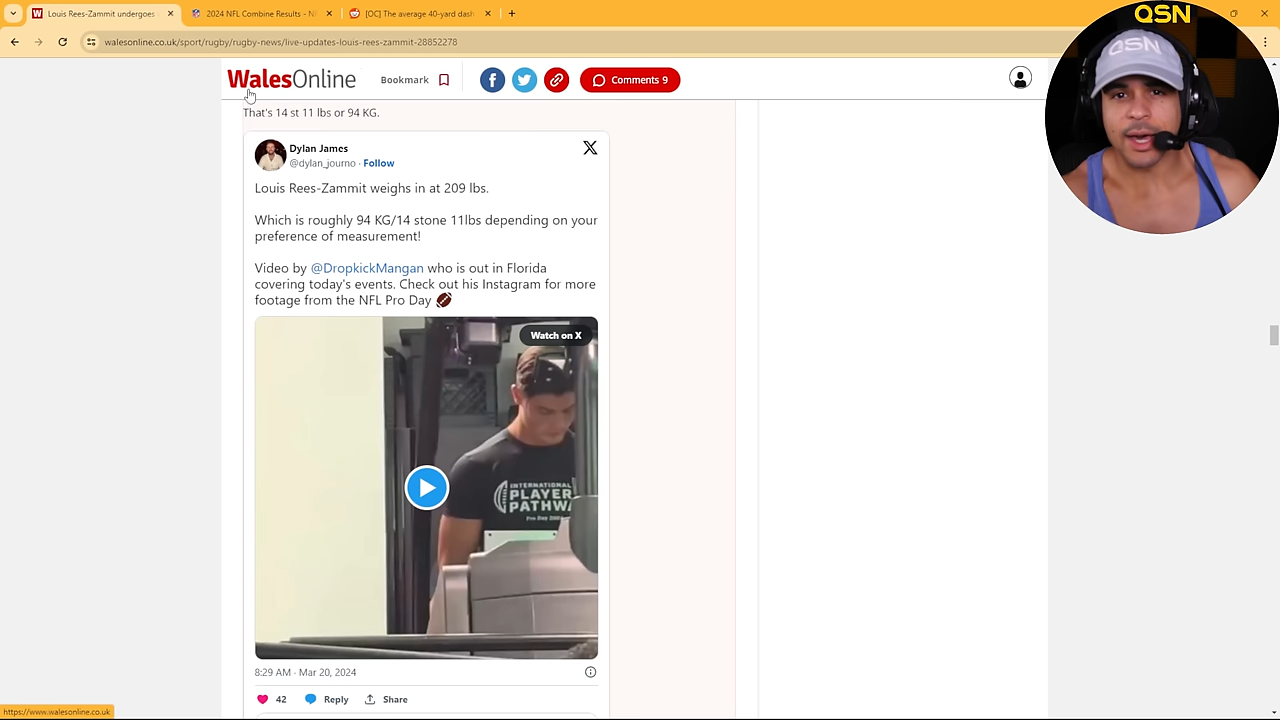 Louis Rees-Zammit undergoes
2024 NFL Combine Results - N
[OC] The average 40-yard dash
QSN
walesonline.co.uk/sport/rugby/rugby-news/live-updates-louis-rees-zammit-28852278
QSN
WalesOnline
Bookmark
Comments 9
That's 14 st 11 lbs or 94 KG.
Dylan James
@dylan_journo · Follow
Louis Rees-Zammit weighs in at 209 lbs.
Which is roughly 94 KG/14 stone 11lbs depending on your
preference of measurement!
Video by @DropkickMangan who is out in Florida
covering today's events. Check out his Instagram for more
footage from the NFL Pro Day
Watch on X
INTERNATIONAL
PLAYER
PATHWA
Pro Day
8:29 AM · Mar 20, 2024
42
Reply
Share
https://www.walesonline.co.uk